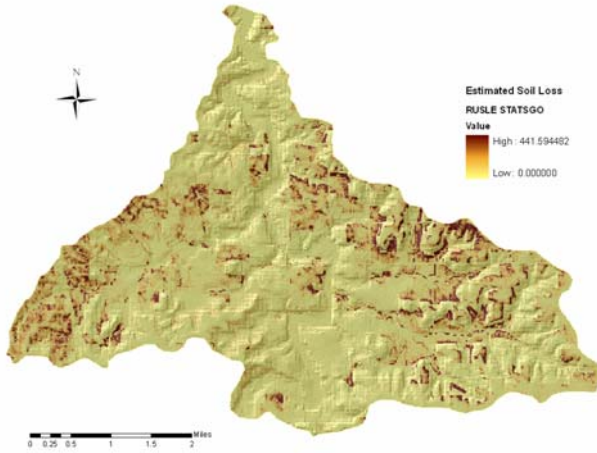 N
Estimated Soil Loss
RUSLE STATSGO
Value
High : 441.594482
Low : 0.000000
Miles
0 0.25 0.5 1 1.5 2